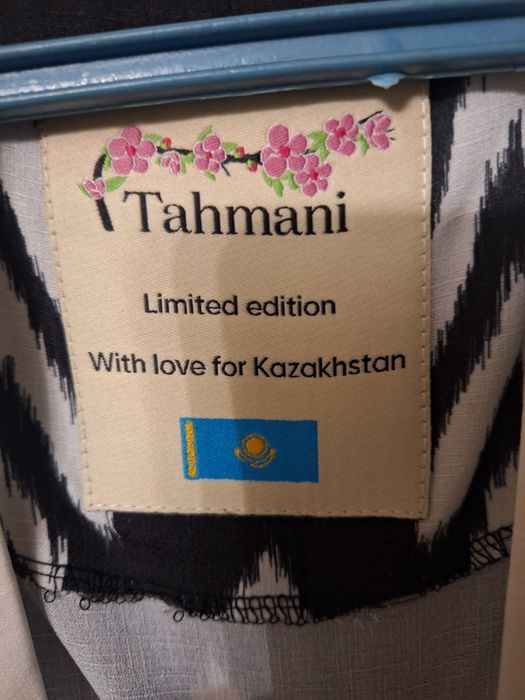 Tahmani
Limited edition
With love for Kazakhstan